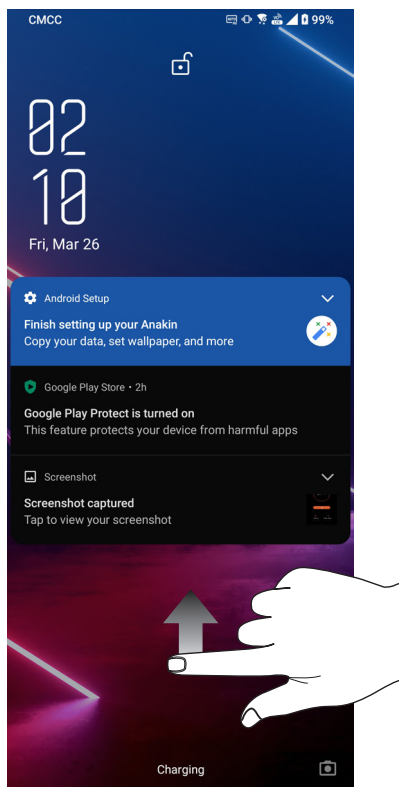 CMCC
99%
02
10
Fri, Mar 26
Android Setup
Finish setting up your Anakin
Copy your data, set wallpaper, and more
Google Play Store • 2h
Google Play Protect is turned on
This feature protects your device from harmful apps
Screenshot
Screenshot captured
Tap to view your screenshot
Charging